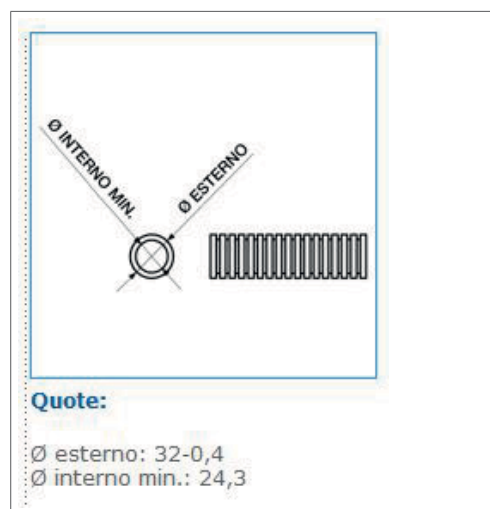 Ø INTERNO MIN.
Ø ESTERNO
Quote:
Ø esterno: 32-0,4
Ø interno min.: 24,3